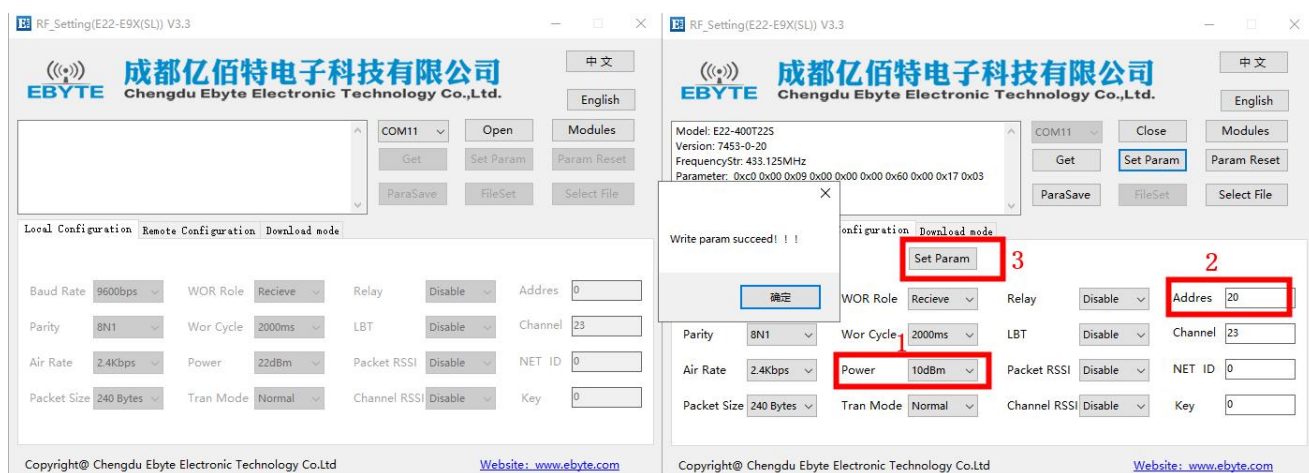 RF_Setting(E22-E9X(SL)) V3.3
EBYTE
成都亿佰特电子科技有限公司
Chengdu Ebyte Electronic Technology Co.,Ltd.
中文
English
COM11 Open Modules
Get Set Param Param Reset
ParaSave FileSet Select File
Local Configuration Remote Configuration Download mode
Baud Rate 9600bps WOR Role Recieve Relay Disable Addres 0
Parity 8N1 Wor Cycle 2000ms LBT Disable Channel 23
Air Rate 2.4Kbps Power 22dBm Packet RSSI Disable NET ID 0
Packet Size 240 Bytes Tran Mode Normal Channel RSSI Disable Key 0
Copyright@ Chengdu Ebyte Electronic Technology Co.Ltd Website: www.ebyte.com
RF_Setting(E22-E9X(SL)) V3.3
EBYTE
成都亿佰特电子科技有限公司
Chengdu Ebyte Electronic Technology Co.,Ltd.
中文
English
Model: E22-400T22S
Version: 7453-0-20
FrequencyStr: 433.125MHz
Parameter: 0xc0 0x00 0x09 0x00 0x00 0x00 0x60 0x00 0x17 0x03
COM11 Close Modules
Get Set Param Param Reset
ParaSave FileSet Select File
Write param succeed!!!
确定
onfiguration Download mode
Set Param 3
2
WOR Role Recieve Relay Disable Addres 20
Parity 8N1 Wor Cycle 2000ms LBT Disable Channel 23
1
Air Rate 2.4Kbps Power 10dBm Packet RSSI Disable NET ID 0
Packet Size 240 Bytes Tran Mode Normal Channel RSSI Disable Key 0
Copyright@ Chengdu Ebyte Electronic Technology Co.Ltd Website: www.ebyte.com